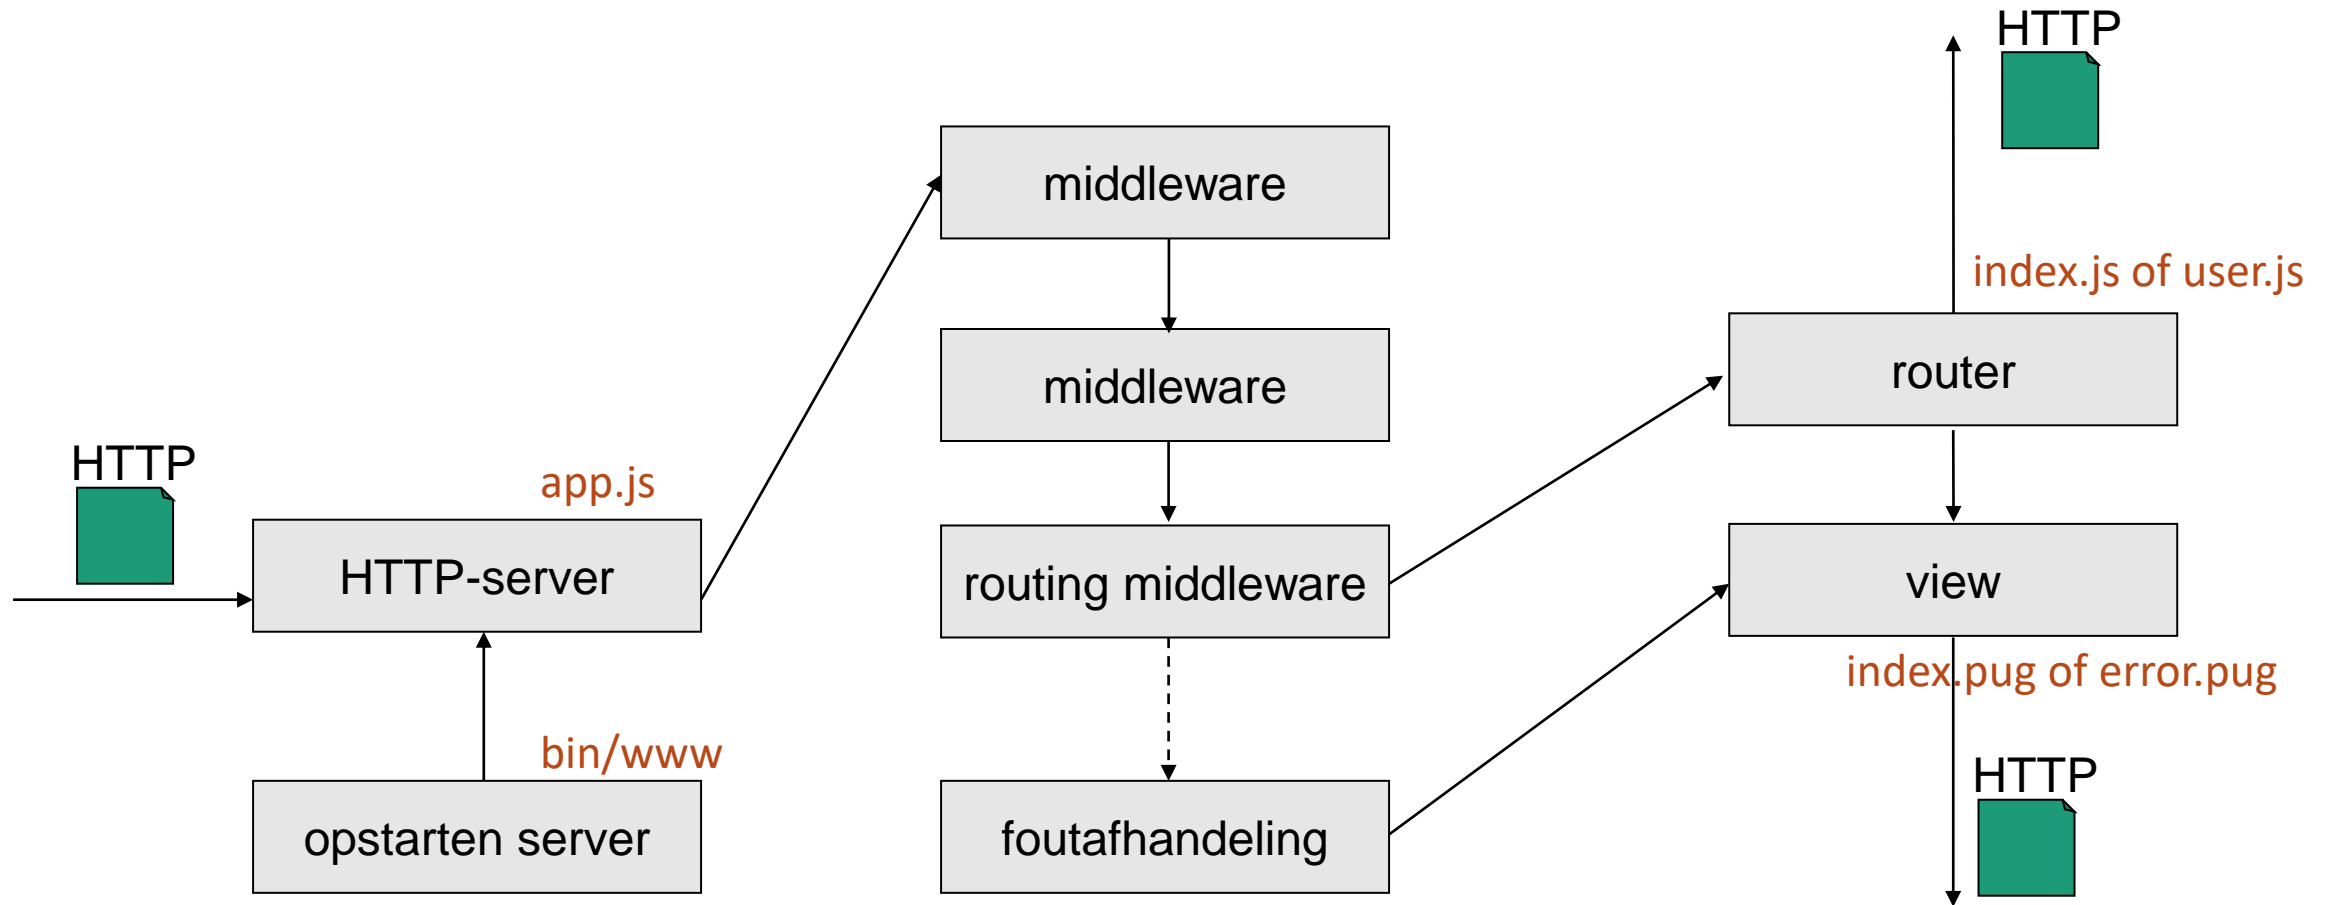 HTTP
app.js
HTTP-server
bin/www
opstarten server
middleware
middleware
routing middleware
foutafhandeling
HTTP
index.js of user.js
router
view
index.pug of error.pug
HTTP